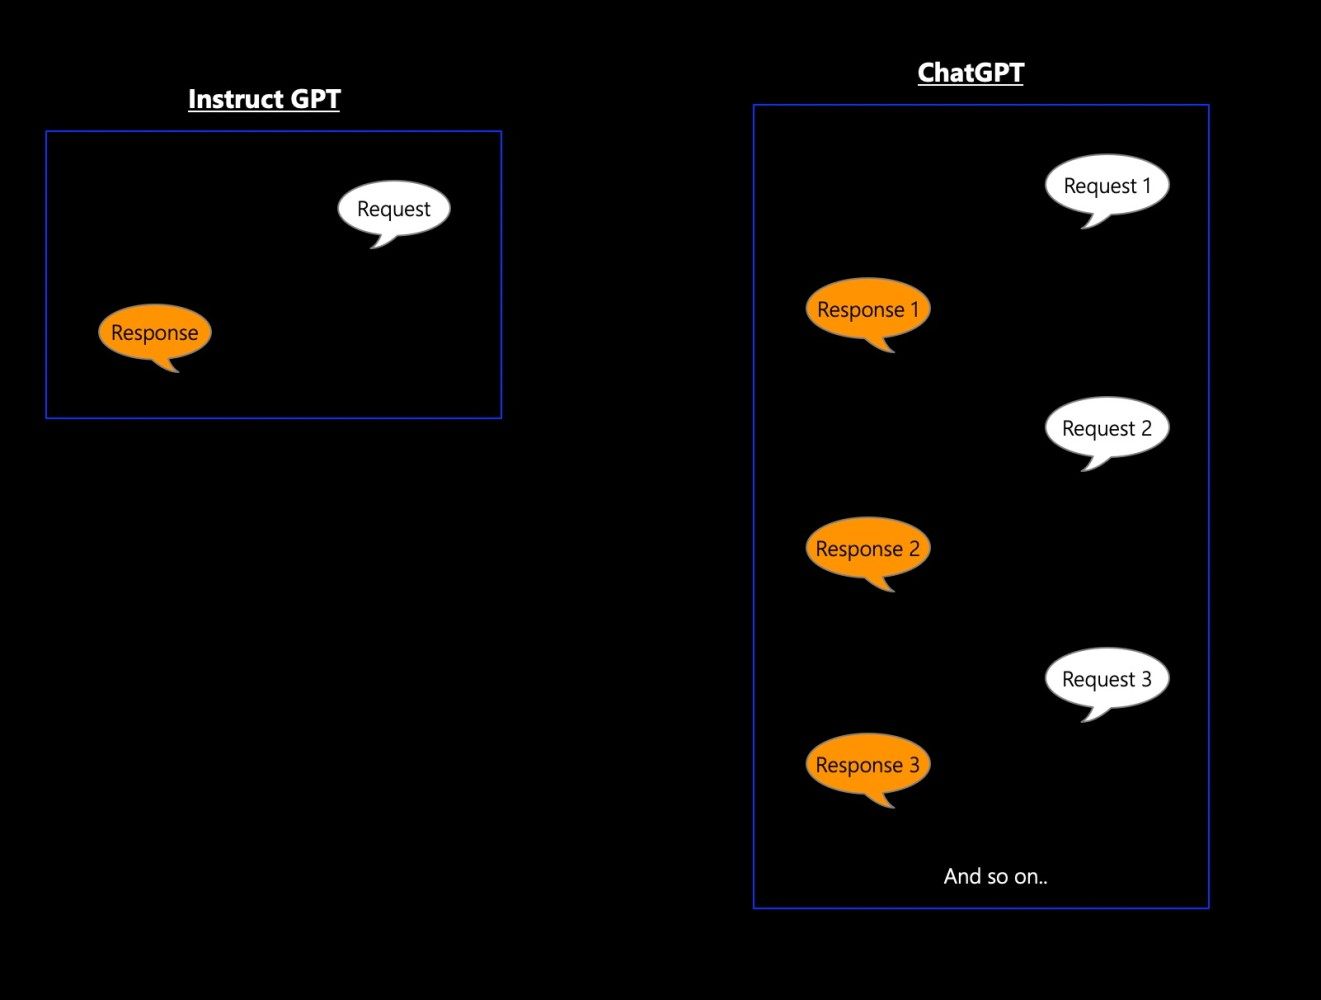 Instruct GPT
Request
Response
ChatGPT
Request 1
Response 1
Request 2
Response 2
Request 3
Response 3
And so on..